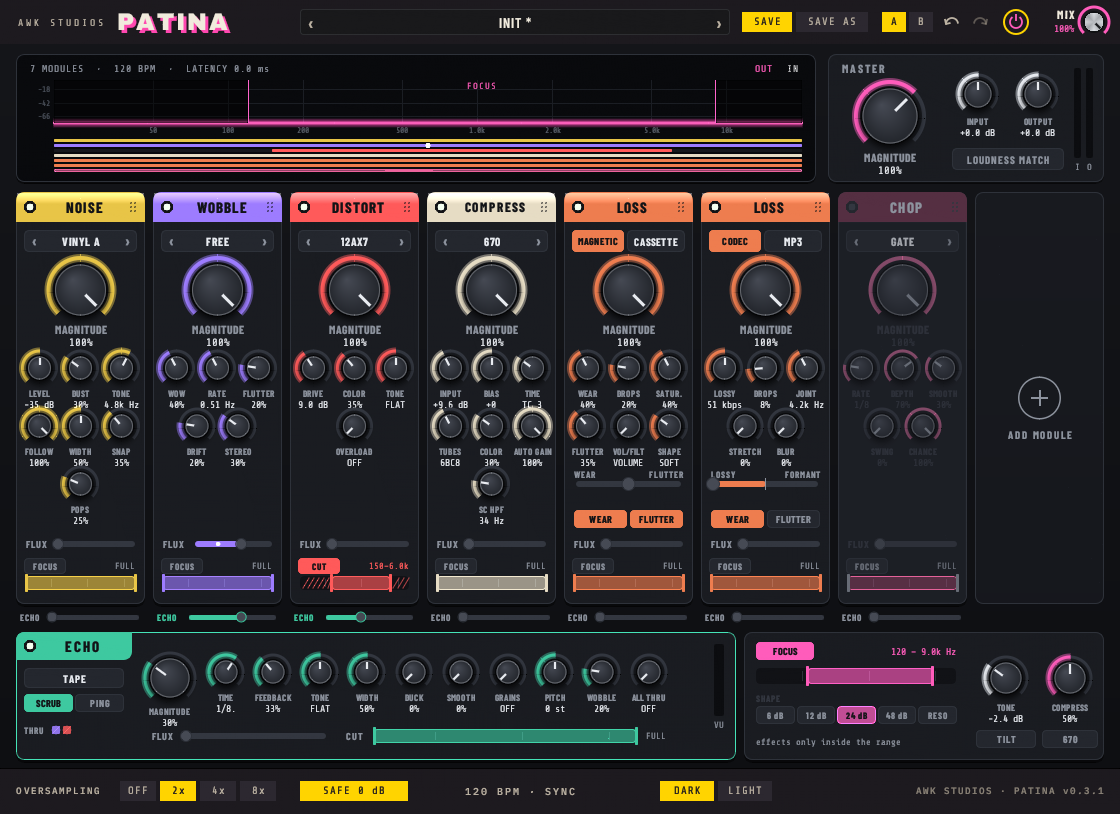 AWK STUDIOS PATINA ‹ INIT * › SAVE SAVE AS A B MIX 100%
7 MODULES · 120 BPM · LATENCY 0.0 ms OUT IN
FOCUS
-18
-42
-66
50 100 200 500 1.0k 2.0k 5.0k 10k
MASTER
MAGNITUDE
100%
INPUT OUTPUT
+0.0 dB +0.0 dB
LOUDNESS MATCH
I O
NOISE
‹ VINYL A ›
MAGNITUDE
100%
LEVEL DUST TONE
-35 dB 30% 4.8k Hz
FOLLOW WIDTH SNAP
100% 50% 35%
POPS
25%
FLUX
FOCUS FULL
ECHO
WOBBLE
‹ FREE ›
MAGNITUDE
100%
WOW RATE FLUTTER
40% 0.51 Hz 20%
DRIFT STEREO
20% 30%
FLUX
FOCUS FULL
ECHO
DISTORT
‹ 12AX7 ›
MAGNITUDE
100%
DRIVE COLOR TONE
9.0 dB 35% FLAT
OVERLOAD
OFF
FLUX
CUT 150–6.0k
ECHO
COMPRESS
‹ 670 ›
MAGNITUDE
100%
INPUT BIAS TIME
+9.6 dB +0 TC 3
TUBES COLOR AUTO GAIN
6BC8 30% 100%
SC HPF
34 Hz
FLUX
FOCUS FULL
ECHO
LOSS
MAGNETIC CASSETTE
MAGNITUDE
100%
WEAR DROPS SATUR.
40% 20% 40%
FLUTTER VOL/FILT SHAPE
35% VOLUME SOFT
WEAR FLUTTER
WEAR FLUTTER
FLUX
FOCUS FULL
ECHO
LOSS
CODEC MP3
MAGNITUDE
100%
LOSSY DROPS JOINT
51 kbps 8% 4.2k Hz
STRETCH BLUR
0% 0%
LOSSY FORMANT
WEAR FLUTTER
FLUX
FOCUS FULL
ECHO
CHOP
‹ GATE ›
MAGNITUDE
100%
RATE DEPTH SMOOTH
1/8 70% 30%
SWING CHANCE
0% 100%
FLUX
FOCUS FULL
ECHO
ADD MODULE
ECHO
TAPE
SCRUB PING
THRU
MAGNITUDE
30%
TIME FEEDBACK TONE WIDTH DUCK SMOOTH GRAINS PITCH WOBBLE ALL THRU
1/8. 33% FLAT 50% 0% 0% OFF 0 st 20% OFF
FLUX CUT FULL
VU
FOCUS 120 – 9.0k Hz
SHAPE
6 dB 12 dB 24 dB 48 dB RESO
effects only inside the range
TONE COMPRESS
-2.4 dB 50%
TILT 670
OVERSAMPLING OFF 2x 4x 8x SAFE 0 dB 120 BPM · SYNC DARK LIGHT AWK STUDIOS · PATINA v0.3.1